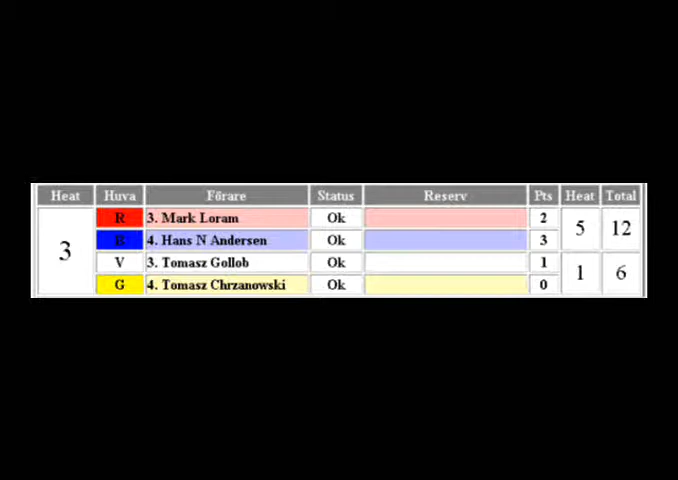 Heat Huva Förare Status Reserv Pts Heat Total
3
R 3. Mark Loram Ok 2
B 4. Hans N Andersen Ok 3
5 12
V 3. Tomasz Gollob Ok 1
G 4. Tomasz Chrzanowski Ok 0
1 6